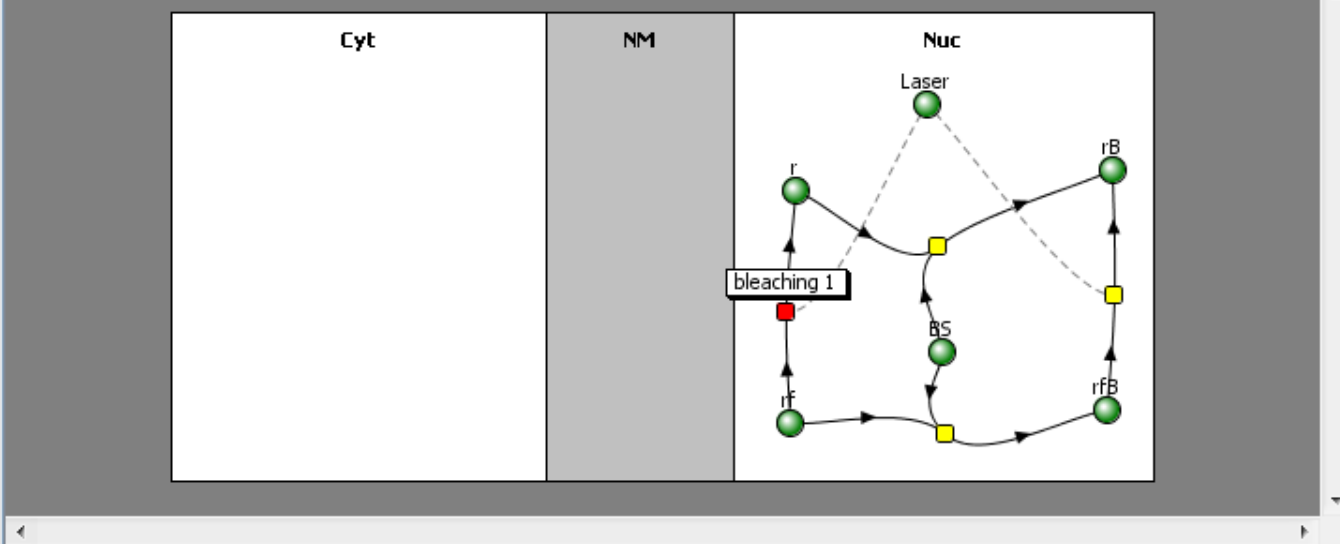 Cyt
NM
Nuc
Laser
rB
r
bleaching 1
BS
rf
rfB